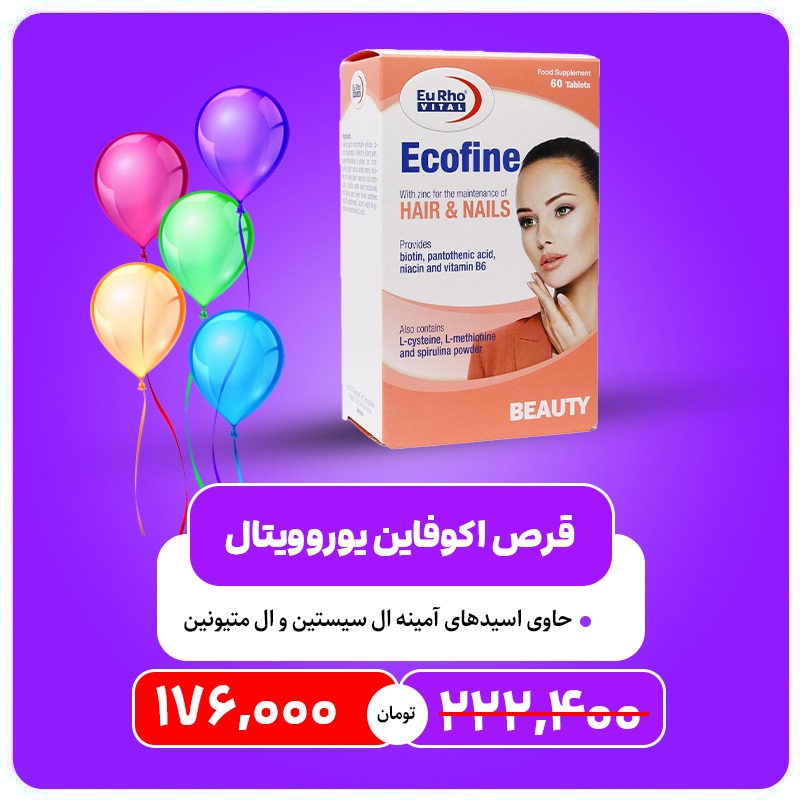 Food Supplement
60 Tablets
EuRho®
VITAL
Ecofine
With zinc for the maintenance of
HAIR & NAILS
Provides
biotin, pantothenic acid,
niacin and vitamin B6
Also contains
L-cysteine, L-methionine
and spirulina powder
BEAUTY
قرص اکوفاین یوروویتال
• حاوی اسیدهای آمینه ال سیستین و ال متیونین
۲۲۲,۴۰۰
تومان
۱۷۶,۰۰۰